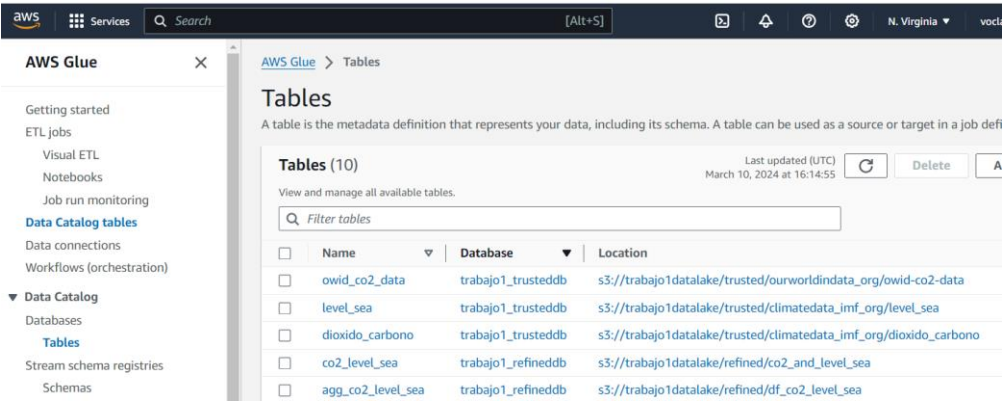 aws Services Search [Alt+S] N. Virginia ▼
AWS Glue
Getting started
ETL jobs
Visual ETL
Notebooks
Job run monitoring
Data Catalog tables
Data connections
Workflows (orchestration)
Data Catalog
Databases
Tables
Stream schema registries
Schemas
AWS Glue > Tables
Tables
A table is the metadata definition that represents your data, including its schema. A table can be used as a source or target in a job defi
Tables (10)
Last updated (UTC)
March 10, 2024 at 16:14:55
Delete
A
View and manage all available tables.
Filter tables
Name Database Location
owid_co2_data trabajo1_trusteddb s3://trabajo1datalake/trusted/ourworldindata_org/owid-co2-data
level_sea trabajo1_trusteddb s3://trabajo1datalake/trusted/climatedata_imf_org/level_sea
dioxido_carbono trabajo1_trusteddb s3://trabajo1datalake/trusted/climatedata_imf_org/dioxido_carbono
co2_level_sea trabajo1_refineddb s3://trabajo1datalake/refined/co2_and_level_sea
agg_co2_level_sea trabajo1_refineddb s3://trabajo1datalake/refined/df_co2_level_sea